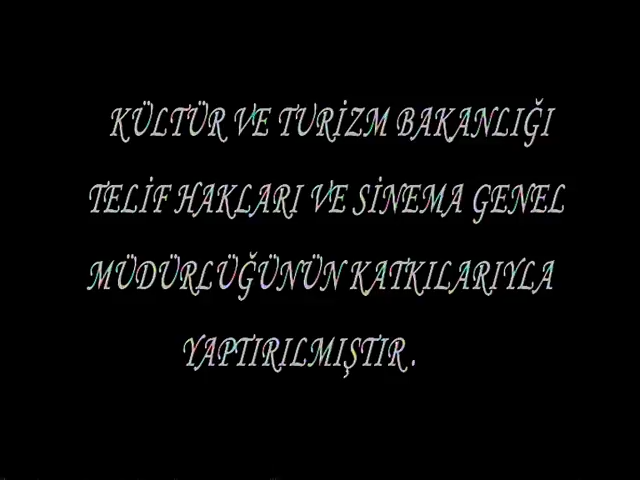 KÜLTÜR VE TURİZM BAKANLIĞI
TELİF HAKLARI VE SİNEMA GENEL
MÜDÜRLÜĞÜNÜN KATKILARIYLA
YAPTIRILMIŞTIR.